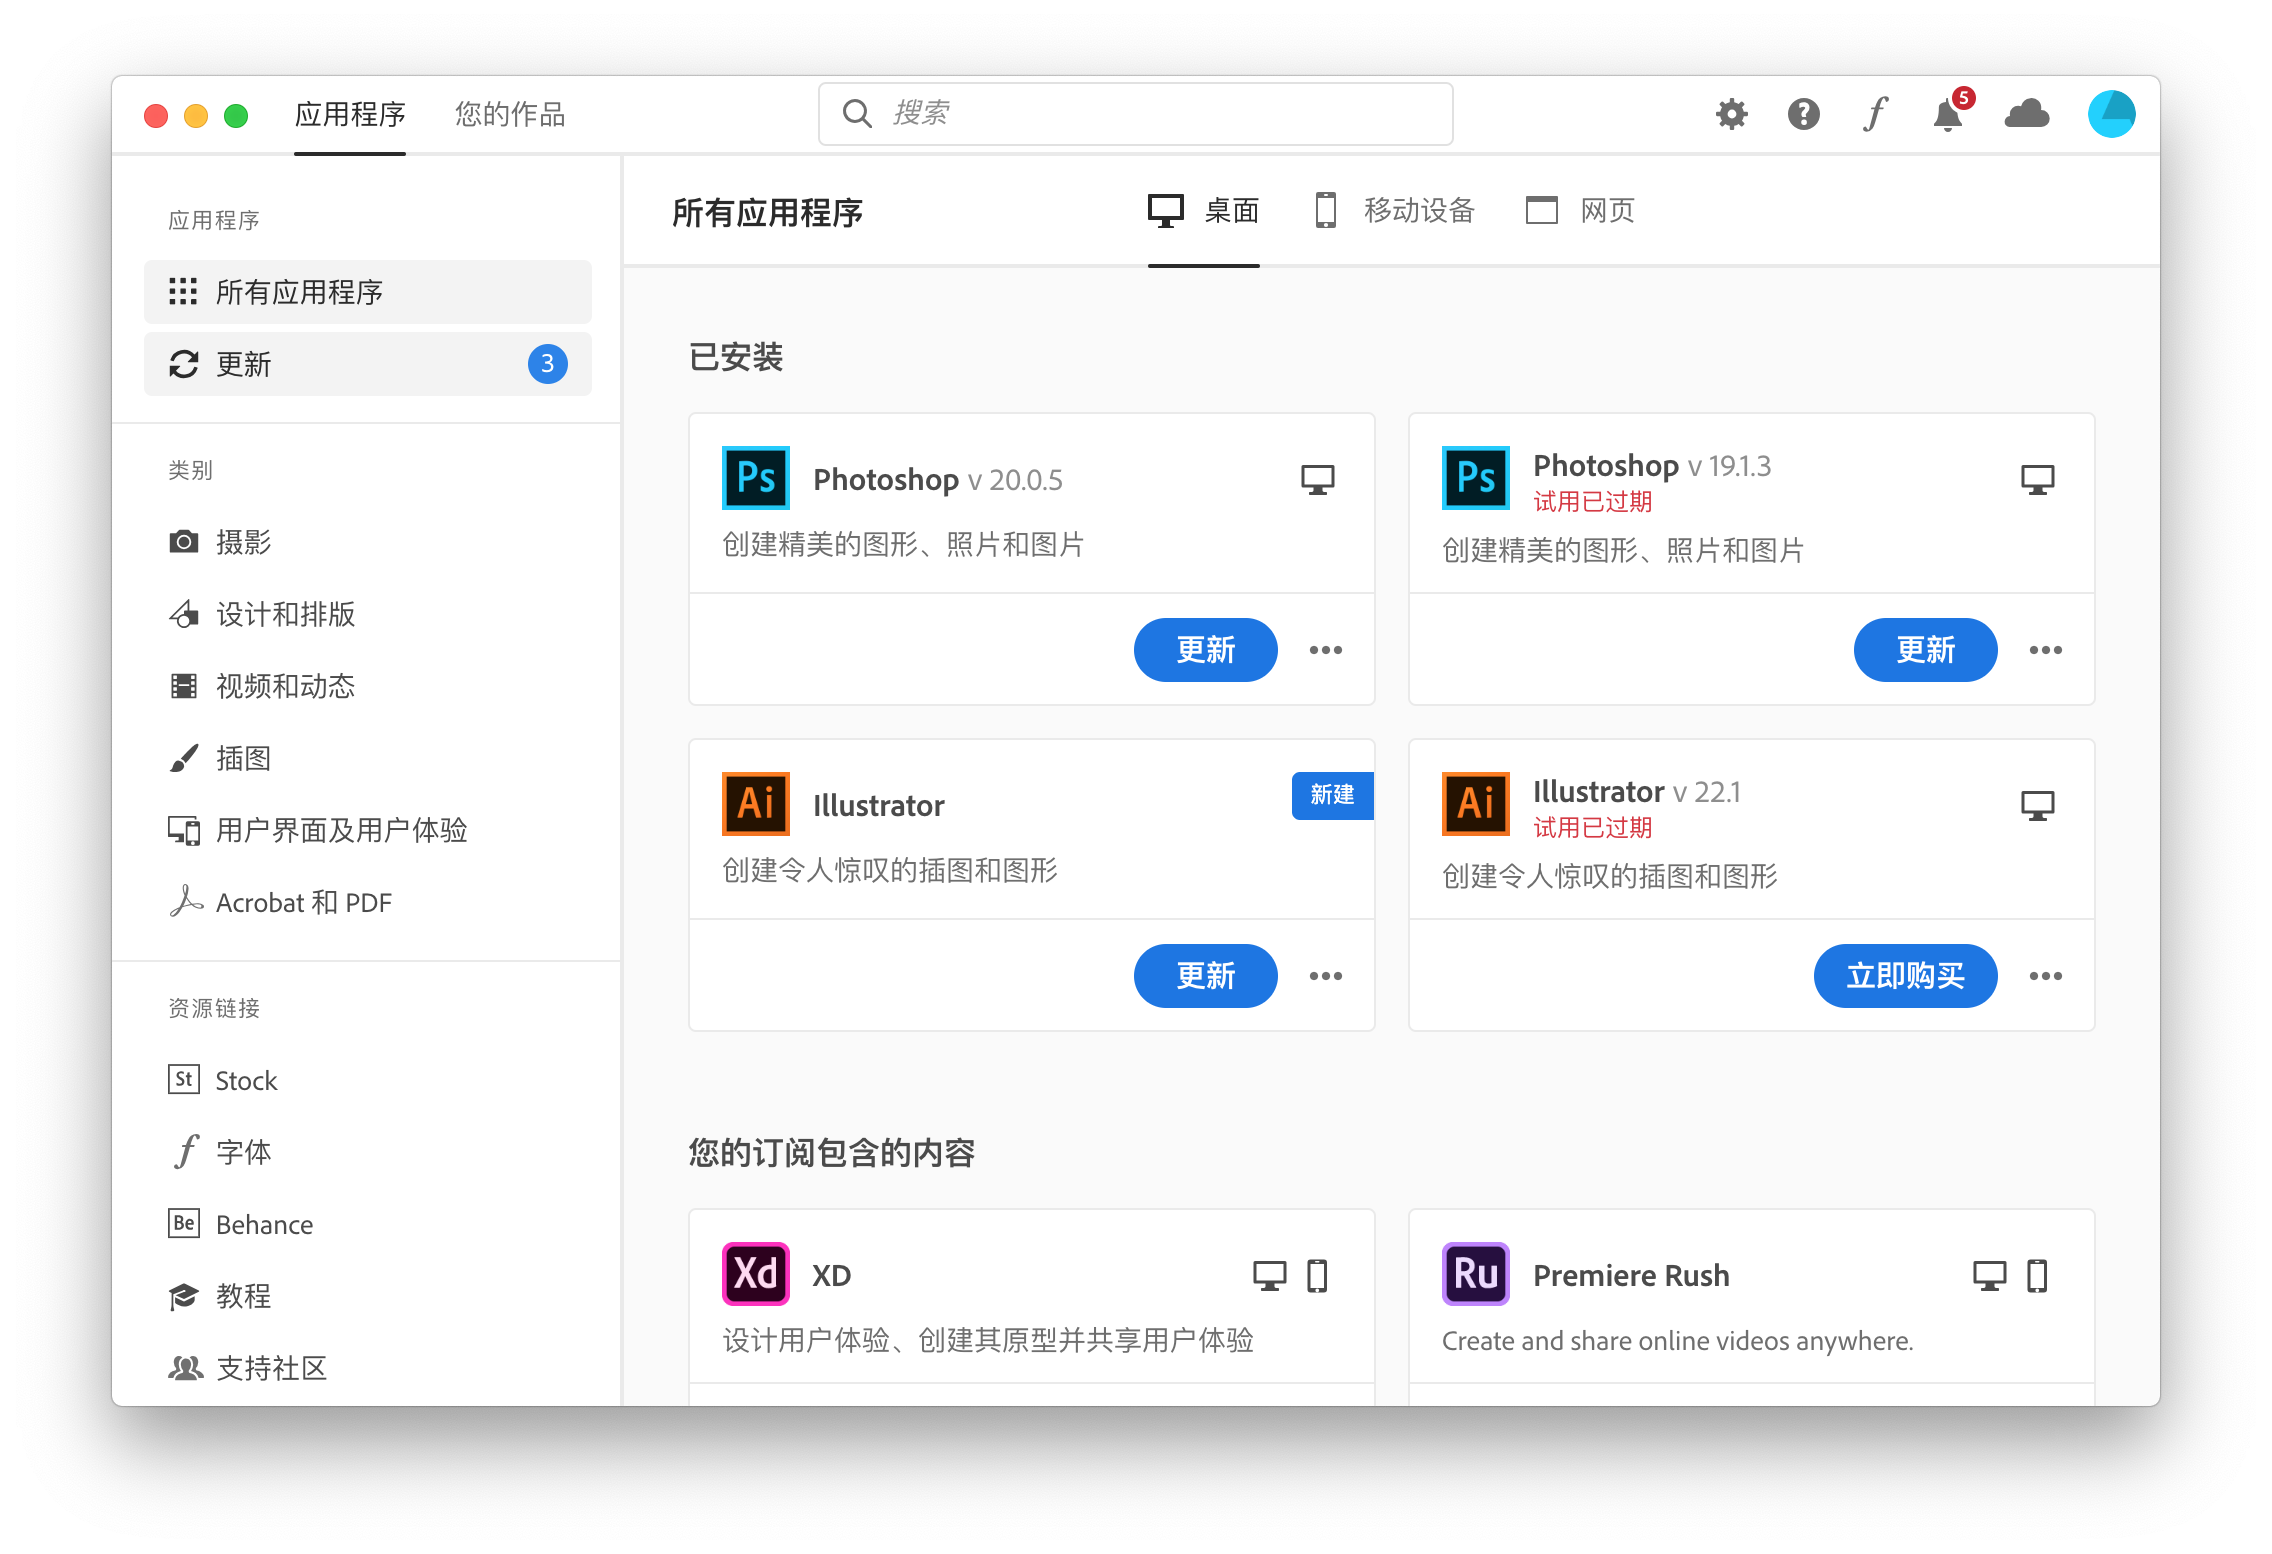 应用程序
您的作品
搜索
5
应用程序
所有应用程序
更新
3
类别
摄影
设计和排版
视频和动态
插图
用户界面及用户体验
Acrobat 和 PDF
资源链接
St
Stock
字体
Be
Behance
教程
支持社区
所有应用程序
桌面
移动设备
网页
已安装
Ps
Photoshop v 20.0.5
创建精美的图形、照片和图片
更新
Ps
Photoshop v 19.1.3
试用已过期
创建精美的图形、照片和图片
更新
Ai
Illustrator
新建
创建令人惊叹的插图和图形
更新
Ai
Illustrator v 22.1
试用已过期
创建令人惊叹的插图和图形
立即购买
您的订阅包含的内容
Xd
XD
设计用户体验、创建其原型并共享用户体验
Ru
Premiere Rush
Create and share online videos anywhere.